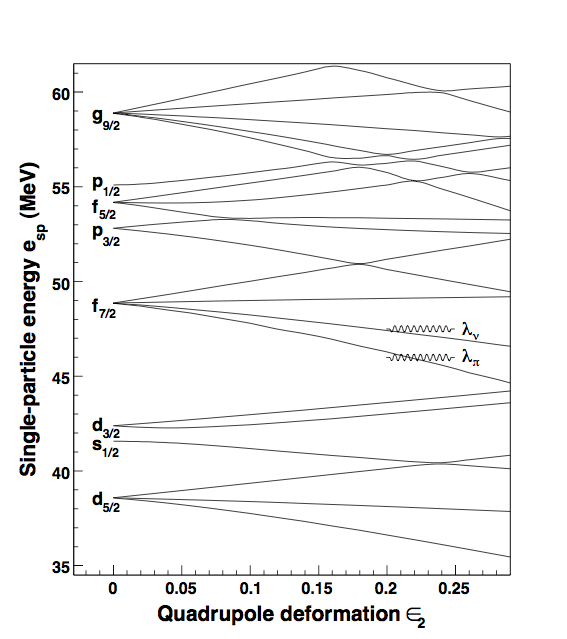 60
g9/2
p1/2
55
f5/2
p3/2
50
f7/2
λν
λπ
45
d3/2
s1/2
40
d5/2
35
Single-particle energy esp (MeV)
0 0.05 0.1 0.15 0.2 0.25
Quadrupole deformation ∈2